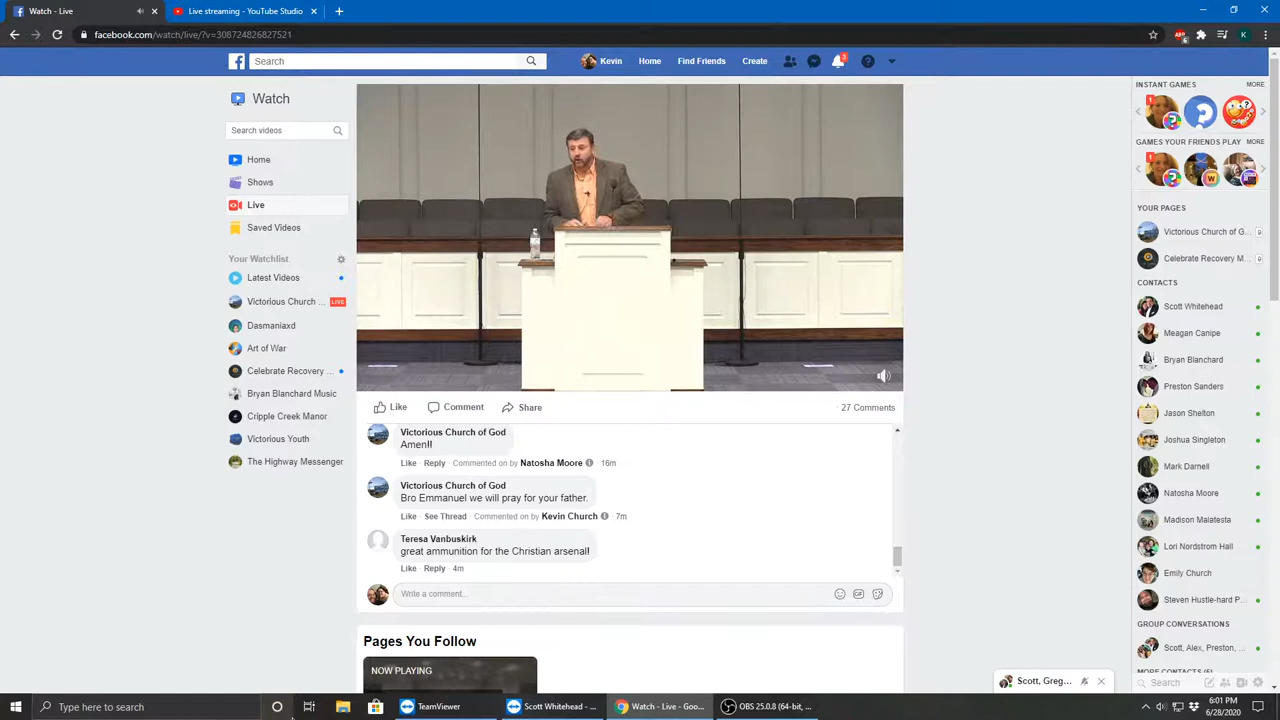 Watch - Live
Live streaming - YouTube Studio
facebook.com/watch/live/?v=308724826827521
Search
Kevin
Home
Find Friends
Create
3
Watch
Search videos
Home
Shows
Live
Saved Videos
Your Watchlist
Latest Videos
Victorious Church ...
LIVE
Dasmaniaxd
Art of War
Celebrate Recovery ...
Bryan Blanchard Music
Cripple Creek Manor
Victorious Youth
The Highway Messenger
Like
Comment
Share
27 Comments
Victorious Church of God
Amen!!
Like · Reply · Commented on by Natosha Moore · 16m
Victorious Church of God
Bro Emmanuel we will pray for your father.
Like · See Thread · Commented on by Kevin Church · 7m
Teresa Vanbuskirk
great ammunition for the Christian arsenal!
Like · Reply · 4m
Write a comment...
GIF
Pages You Follow
NOW PLAYING
INSTANT GAMES
MORE
GAMES YOUR FRIENDS PLAY
MORE
YOUR PAGES
Victorious Church of G...
Celebrate Recovery M...
CONTACTS
Scott Whitehead
Meagan Canipe
Bryan Blanchard
Preston Sanders
Jason Shelton
Joshua Singleton
Mark Darnell
Natosha Moore
Madison Malatesta
Lori Nordstrom Hall
Emily Church
Steven Hustle-hard P...
GROUP CONVERSATIONS
Scott, Alex, Preston, ...
MORE CONTACTS (6)
Search
Scott, Greg...
Type here to search
TeamViewer
Scott Whitehead - ...
Watch - Live - Goo...
OBS 25.0.8 (64-bit, ...
6:01 PM
6/28/2020